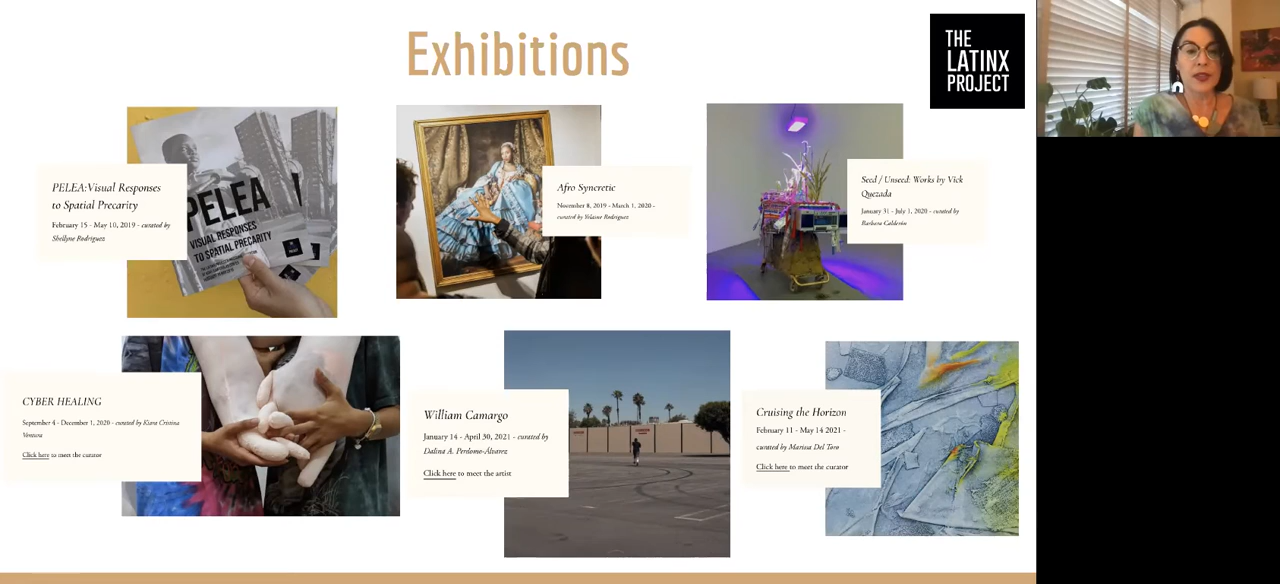 Exhibitions
THE
LATINX
PROJECT
PELEA:Visual Responses
to Spatial Precarity
February 15 - May 10, 2019 - curated by
Shellyne Rodriguez
PELEA
VISUAL RESPONSES
TO SPATIAL PRECARITY
Afro Syncretic
November 8, 2019 - March 1, 2020 -
curated by Yelaine Rodriguez
Seed / Unseed: Works by Vick
Quezada
January 31 - July 3, 2020 - curated by
Barbara Calderón
CYBER HEALING
September 4 - December 1, 2020 - curated by Kiara Cristina
Ventura
Click here to meet the curator
William Camargo
January 14 - April 30, 2021 - curated by
Dalina A. Perdomo-Álvarez
Click here to meet the artist
Cruising the Horizon
February 11 - May 14 2021 -
curated by Marissa Del Toro
Click here to meet the curator